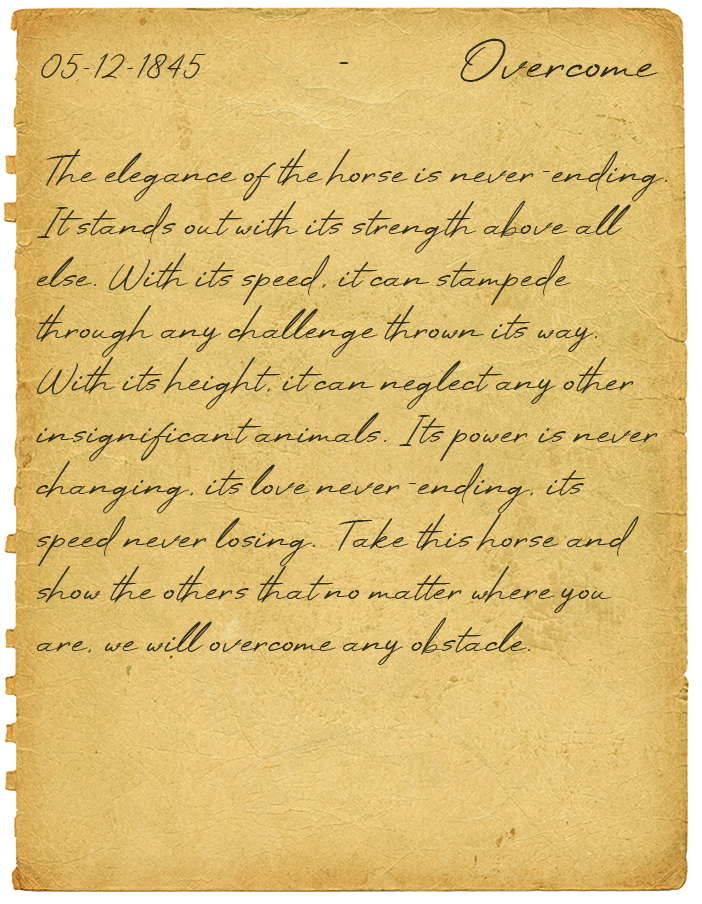 05-12-1845 - Overcome
The elegance of the horse is never-ending.
It stands out with its strength above all
else. With its speed, it can stampede
through any challenge thrown its way.
With its height, it can neglect any other
insignificant animals. Its power is never
changing, its love never-ending, its
speed never losing. Take this horse and
show the others that no matter where you
are, we will overcome any obstacle.